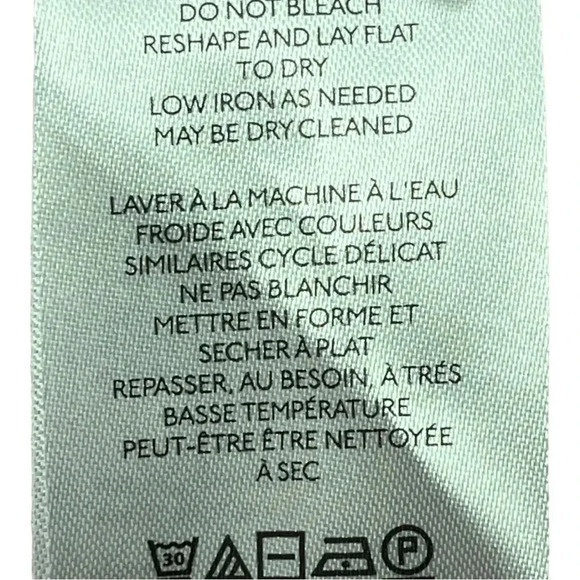 DO NOT BLEACH
RESHAPE AND LAY FLAT
TO DRY
LOW IRON AS NEEDED
MAY BE DRY CLEANED
LAVER À LA MACHINE À L'EAU
FROIDE AVEC COULEURS
SIMILAIRES CYCLE DÉLICAT
NE PAS BLANCHIR
METTRE EN FORME ET
SECHER À PLAT
REPASSER, AU BESOIN, À TRÉS
BASSE TEMPÉRATURE
PEUT-ÊTRE ÊTRE NETTOYÉE
À SEC
30 P